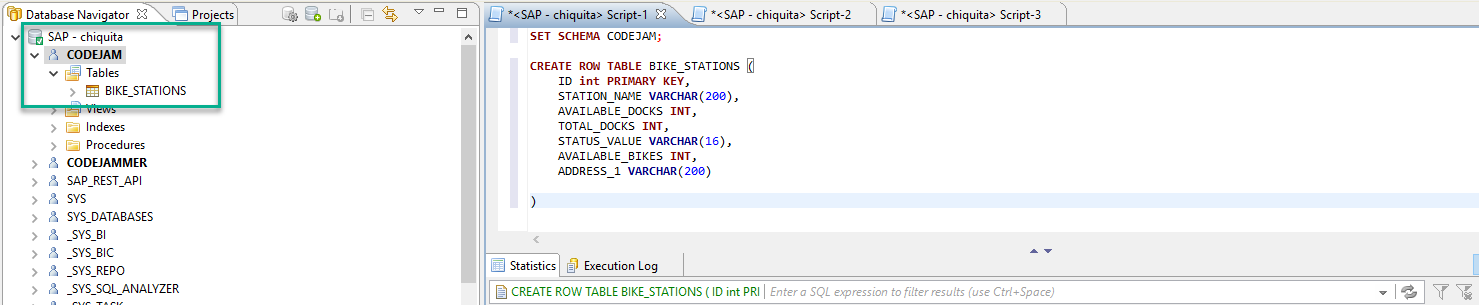 Database Navigator
Projects
SAP - chiquita
CODEJAM
Tables
BIKE_STATIONS
Views
Indexes
Procedures
CODEJAMMER
SAP_REST_API
SYS
SYS_DATABASES
_SYS_BI
_SYS_BIC
_SYS_REPO
_SYS_SQL_ANALYZER
_SYS_TASK
*<SAP - chiquita> Script-1
*<SAP - chiquita> Script-2
*<SAP - chiquita> Script-3
SET SCHEMA CODEJAM;
CREATE ROW TABLE BIKE_STATIONS (
ID int PRIMARY KEY,
STATION_NAME VARCHAR(200),
AVAILABLE_DOCKS INT,
TOTAL_DOCKS INT,
STATUS_VALUE VARCHAR(16),
AVAILABLE_BIKES INT,
ADDRESS_1 VARCHAR(200)
)
Statistics
Execution Log
CREATE ROW TABLE BIKE_STATIONS ( ID int PRI
Enter a SQL expression to filter results (use Ctrl+Space)